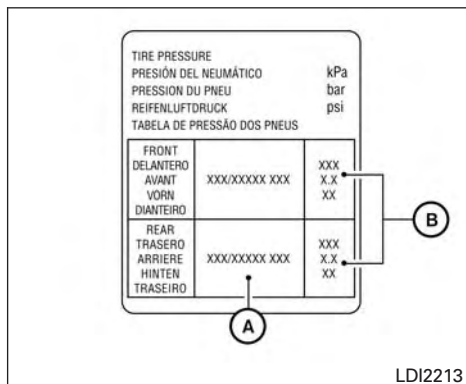 TIRE PRESSURE
PRESIÓN DEL NEUMÁTICO kPa
PRESSION DU PNEU bar
REIFENLUFTDRUCK psi
TABELA DE PRESSÃO DOS PNEUS
FRONT
DELANTERO XXX
AVANT XXX/XXXXX XXX X.X
VORN XX
DIANTEIRO
B
REAR
TRASERO XXX
ARRIERE XXX/XXXXX XXX X.X
HINTEN XX
TRASEIRO
A
LDI2213